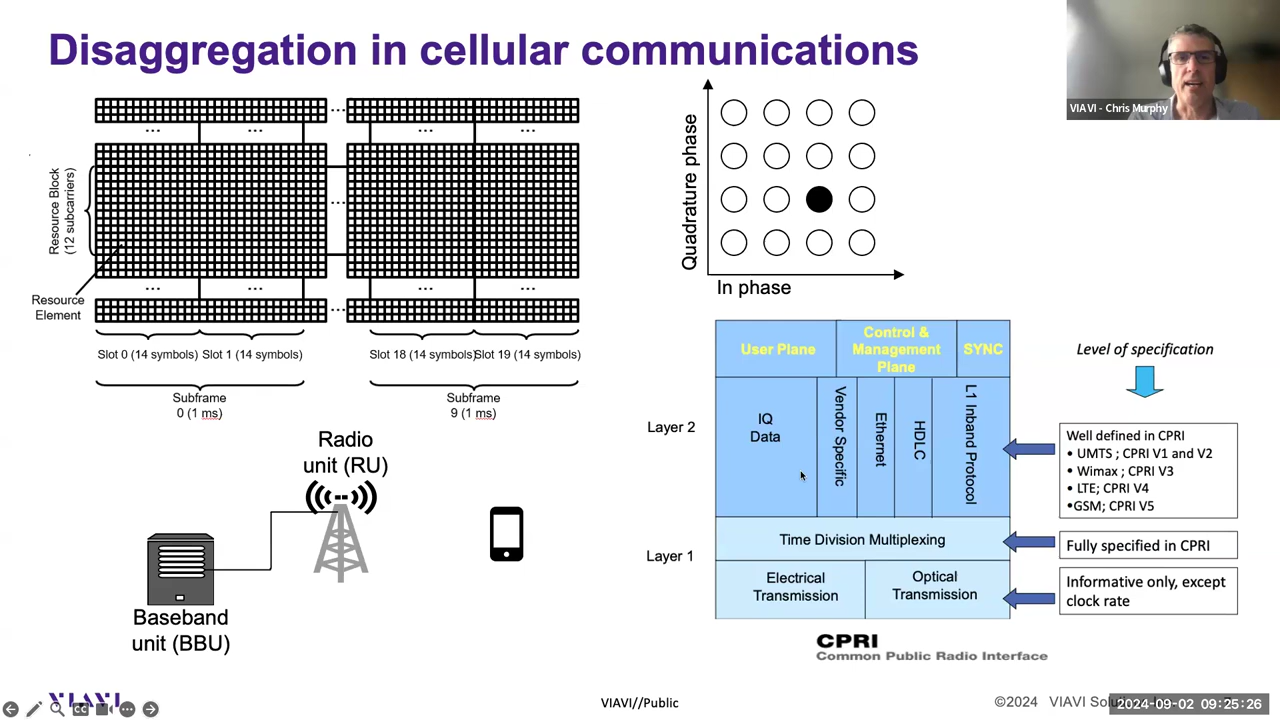 Disaggregation in cellular communications
VIAVI - Chris Murphy
...
... ... ... ...
Resource Block
(12 subcarriers)
...
Resource
Element
... ... ... ...
...
Slot 0 (14 symbols) Slot 1 (14 symbols) Slot 18 (14 symbols) Slot 19 (14 symbols)
Subframe
0 (1 ms)
Subframe
9 (1 ms)
Quadrature phase
In phase
Radio
unit (RU)
Baseband
unit (BBU)
User Plane
Control &
Management
Plane
SYNC
Layer 2
IQ
Data
Vendor Specific
Ethernet
HDLC
L1 Inband Protocol
Layer 1
Time Division Multiplexing
Electrical
Transmission
Optical
Transmission
CPRI
Common Public Radio Interface
Level of specification
Well defined in CPRI
• UMTS ; CPRI V1 and V2
• Wimax ; CPRI V3
• LTE; CPRI V4
•GSM; CPRI V5
Fully specified in CPRI
Informative only, except
clock rate
VIAVI
CC
VIAVI//Public
©2024 VIAVI
2024-09-02 09:25:26